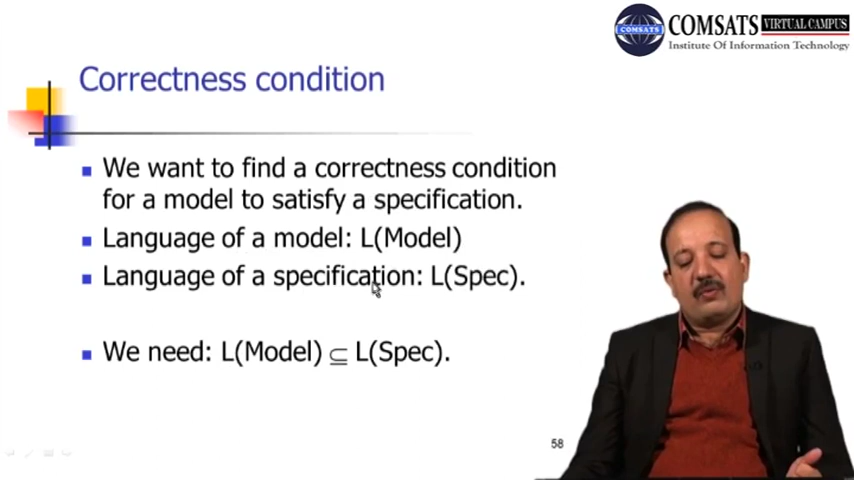 COMSATS VIRTUAL CAMPUS
COMSATS
Institute Of Information Technology
Correctness condition
We want to find a correctness condition
for a model to satisfy a specification.
Language of a model: L(Model)
Language of a specification: L(Spec).
We need: L(Model) ⊆ L(Spec).
58